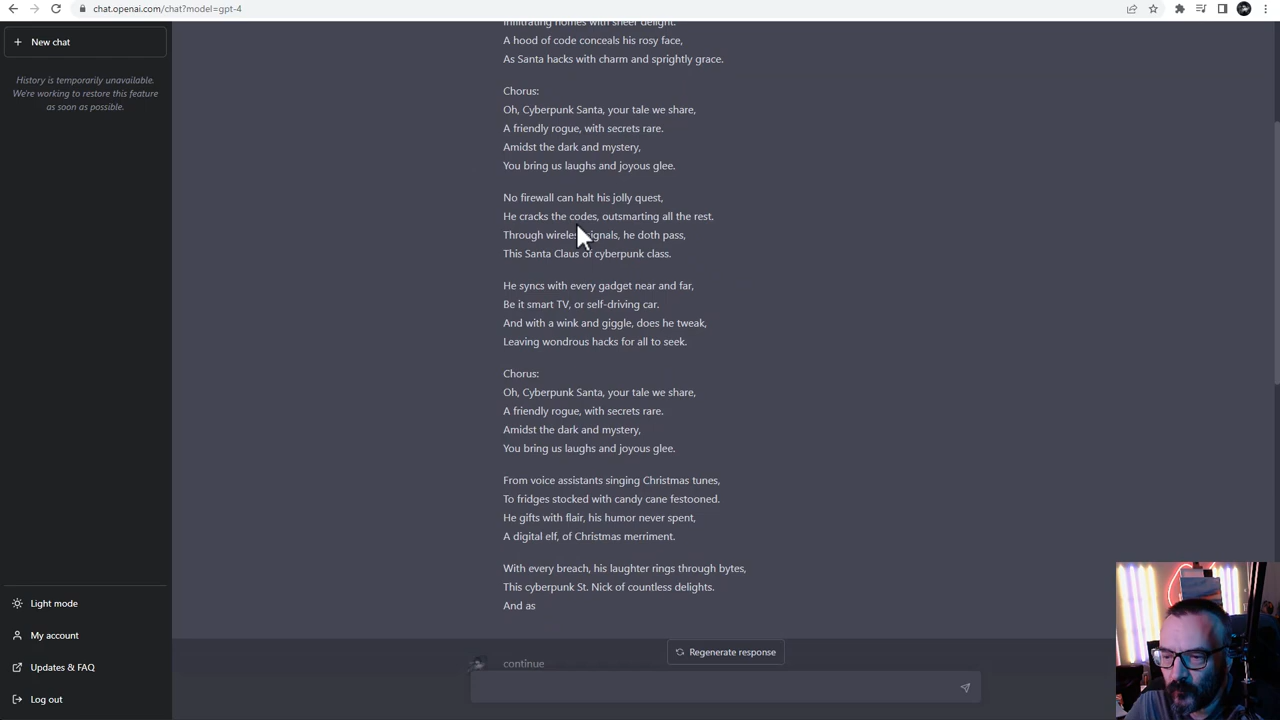 chat.openai.com/chat?model=gpt-4
New chat
History is temporarily unavailable.
We're working to restore this feature
as soon as possible.
Infiltrating homes with sheer delight.
A hood of code conceals his rosy face,
As Santa hacks with charm and sprightly grace.
Chorus:
Oh, Cyberpunk Santa, your tale we share,
A friendly rogue, with secrets rare.
Amidst the dark and mystery,
You bring us laughs and joyous glee.
No firewall can halt his jolly quest,
He cracks the codes, outsmarting all the rest.
Through wireless signals, he doth pass,
This Santa Claus of cyberpunk class.
He syncs with every gadget near and far,
Be it smart TV, or self-driving car.
And with a wink and giggle, does he tweak,
Leaving wondrous hacks for all to seek.
Chorus:
Oh, Cyberpunk Santa, your tale we share,
A friendly rogue, with secrets rare.
Amidst the dark and mystery,
You bring us laughs and joyous glee.
From voice assistants singing Christmas tunes,
To fridges stocked with candy cane festooned.
He gifts with flair, his humor never spent,
A digital elf, of Christmas merriment.
With every breach, his laughter rings through bytes,
This cyberpunk St. Nick of countless delights.
And as
continue
Regenerate response
Light mode
My account
Updates & FAQ
Log out